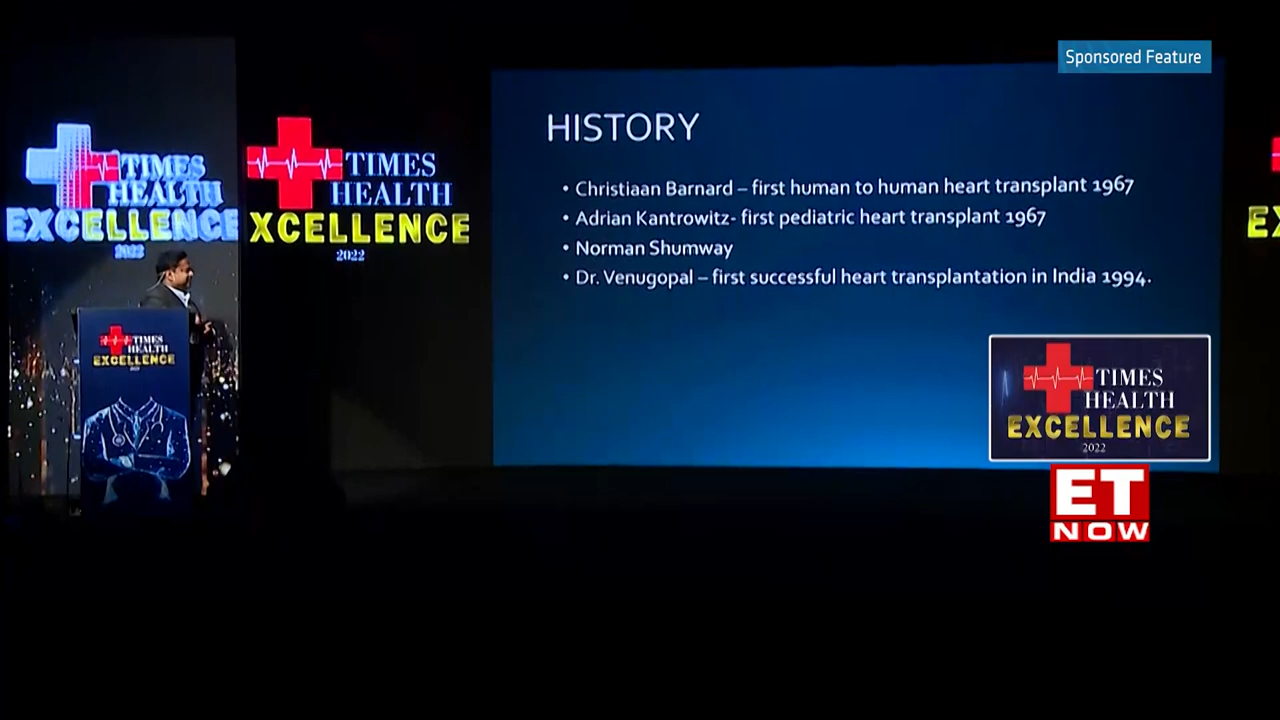 Sponsored Feature
HISTORY
• Christiaan Barnard – first human to human heart transplant 1967
• Adrian Kantrowitz- first pediatric heart transplant 1967
• Norman Shumway
• Dr. Venugopal – first successful heart transplantation in India 1994.
TIMES
HEALTH
EXCELLENCE
2022
TIMES
HEALTH
XCELLENCE
2022
TIMES
HEALTH
EXCELLENCE
TIMES
HEALTH
EXCELLENCE
2022
ET
NOW